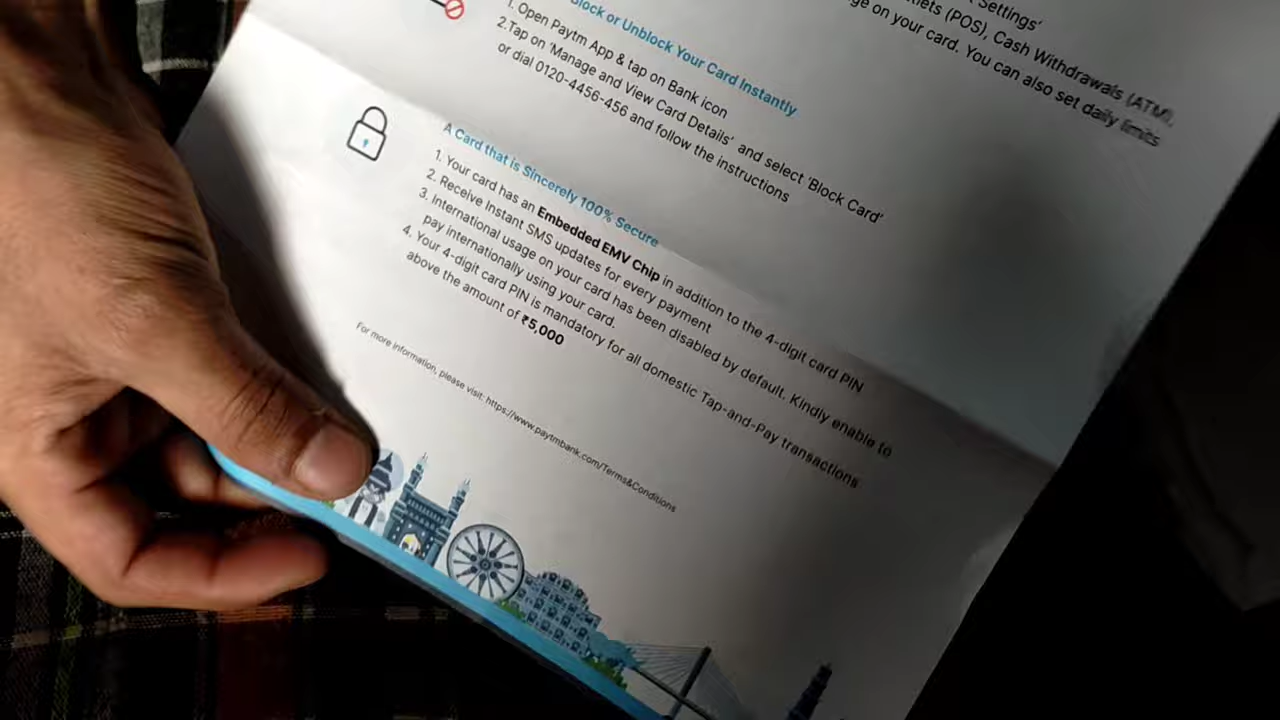 Settings'
(POS), Cash Withdrawals (ATM),
on your card. You can also set daily limits
Block or Unblock Your Card Instantly
1. Open Paytm App & tap on Bank icon
2.Tap on 'Manage and View Card Details' and select 'Block Card'
or dial 0120-4456-456 and follow the instructions
A Card that is Sincerely 100% Secure
1. Your card has an Embedded EMV Chip in addition to the 4-digit card PIN
2. Receive Instant SMS updates for every payment
3. International usage on your card has been disabled by default. Kindly enable to
pay internationally using your card.
4. Your 4-digit card PIN is mandatory for all domestic Tap-and-Pay transactions
above the amount of ₹5,000
For more information, please visit: https://www.paytmbank.com/Terms&Conditions